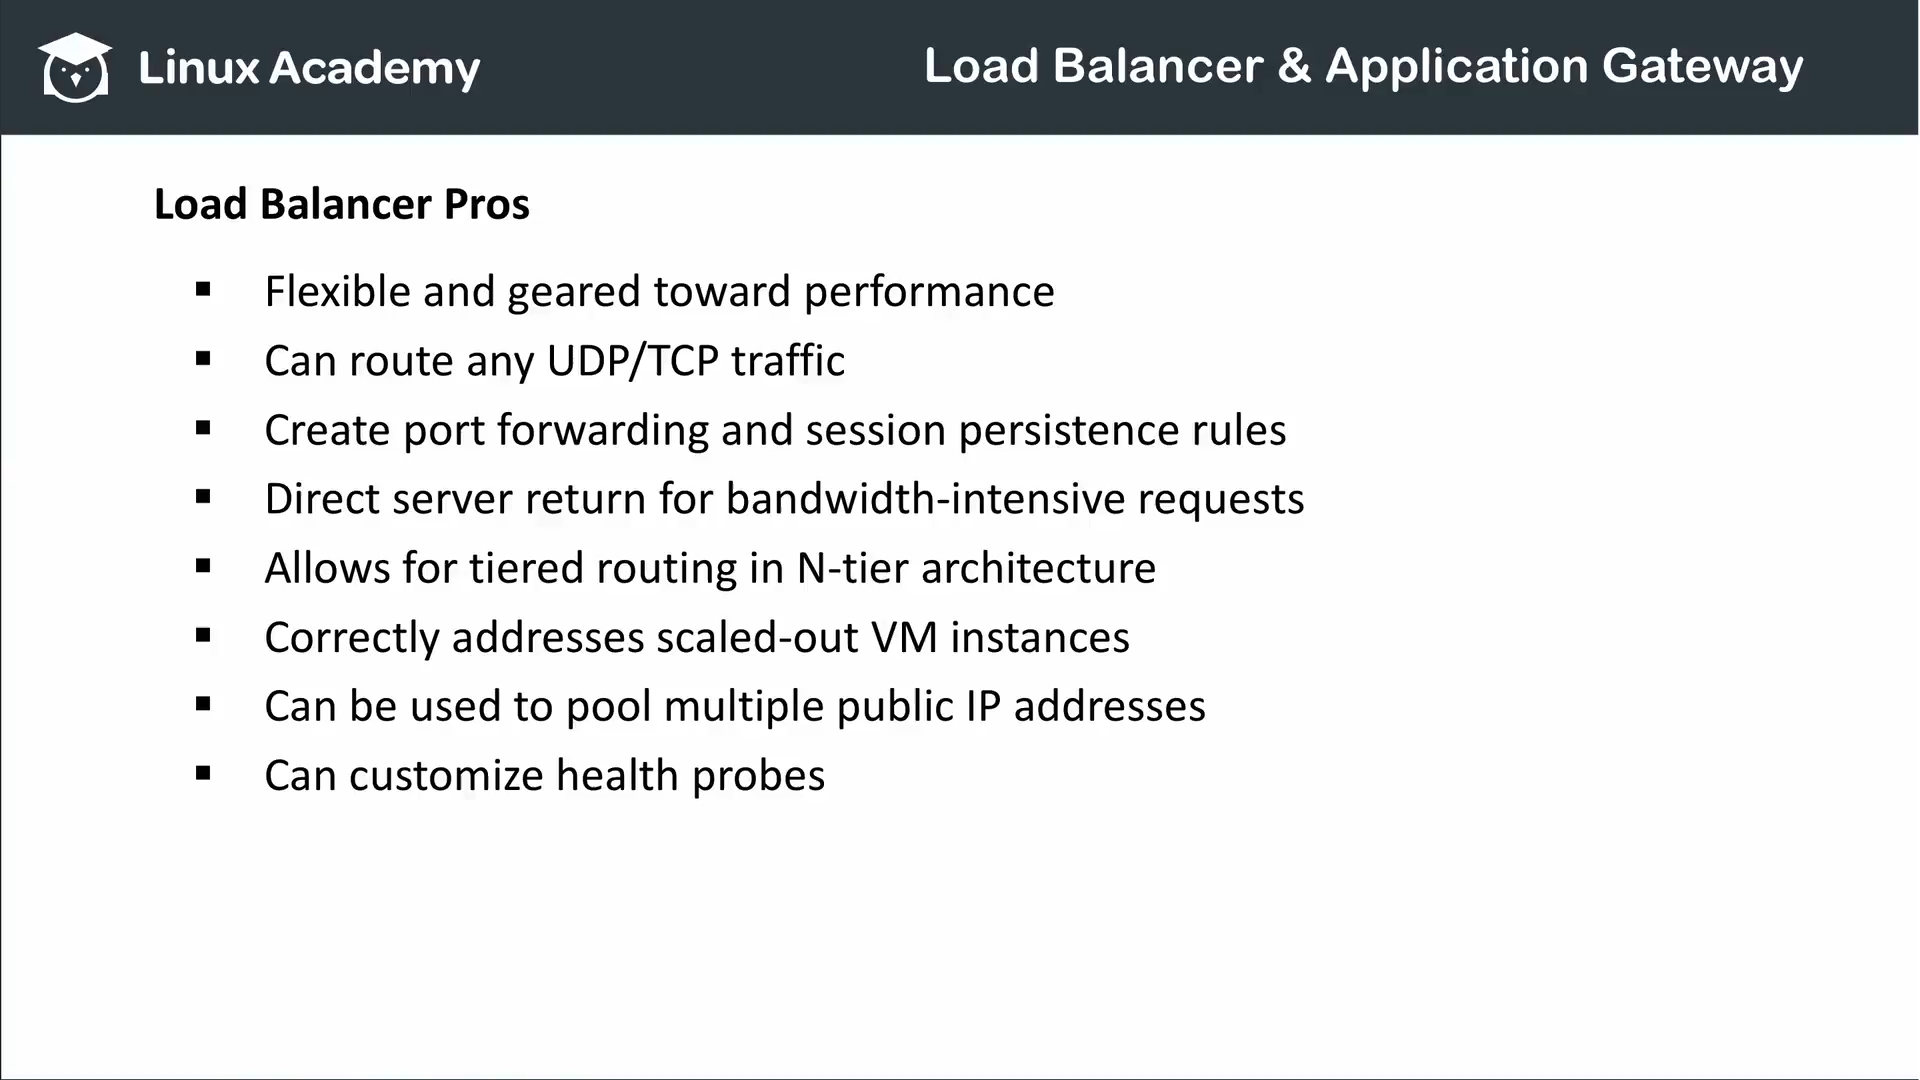 Linux Academy
Load Balancer & Application Gateway
Load Balancer Pros
▪ Flexible and geared toward performance
▪ Can route any UDP/TCP traffic
▪ Create port forwarding and session persistence rules
▪ Direct server return for bandwidth-intensive requests
▪ Allows for tiered routing in N-tier architecture
▪ Correctly addresses scaled-out VM instances
▪ Can be used to pool multiple public IP addresses
▪ Can customize health probes